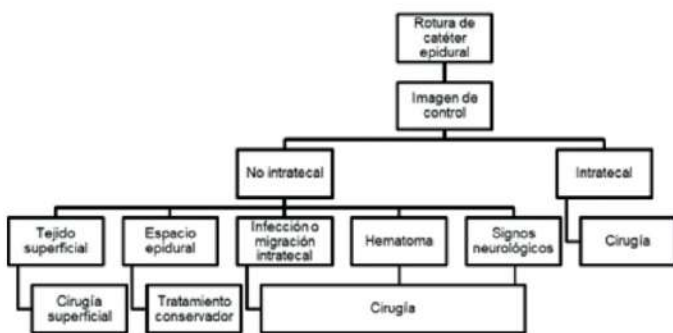 Rotura de
catéter
epidural
Imagen de
control
No intratecal
Intratecal
Tejido
superficial
Espacio
epidural
Infección o
migración
intratecal
Hematoma
Signos
neurológicos
Cirugía
Cirugía
superficial
Tratamiento
conservador
Cirugía